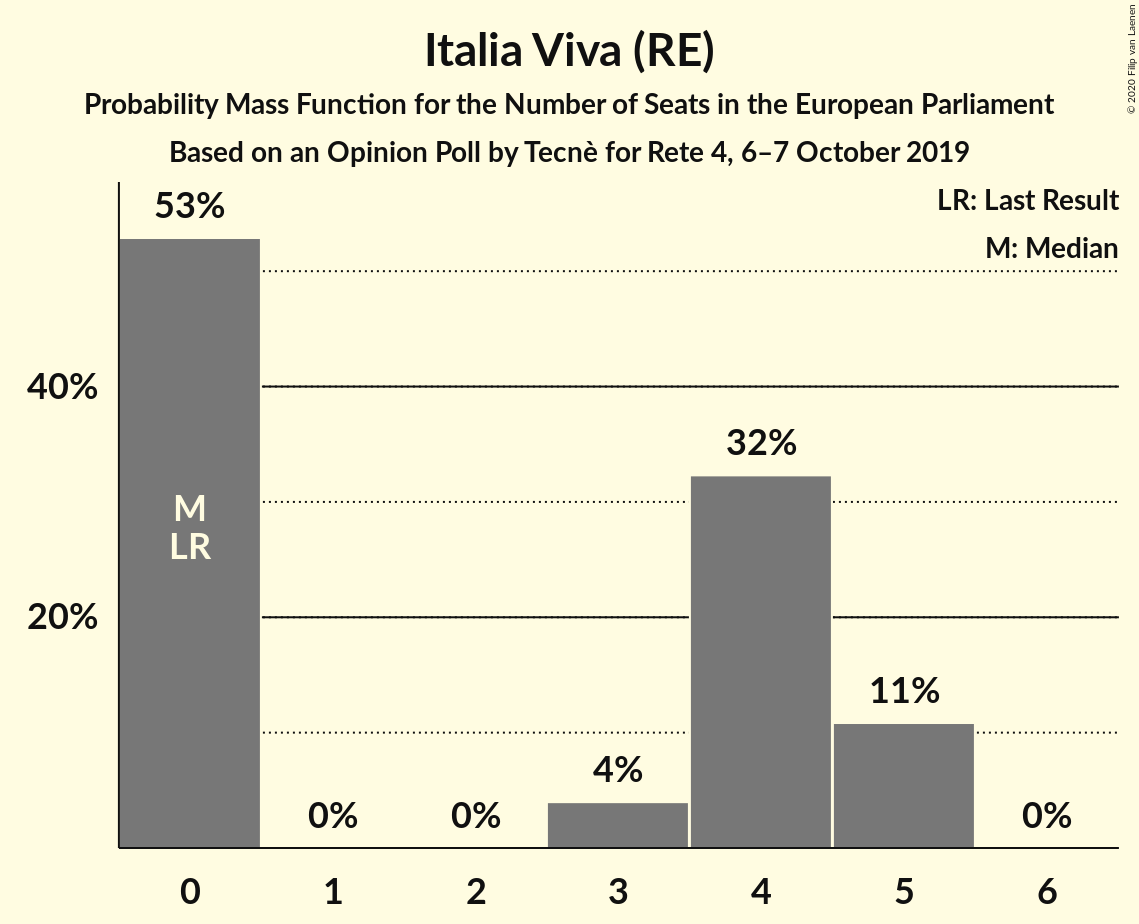 Italia Viva (RE)
Probability Mass Function for the Number of Seats in the European Parliament
Based on an Opinion Poll by Tecnè for Rete 4, 6–7 October 2019
© 2020 Filip van Laenen
LR: Last Result
M: Median
53%
40%
32%
M
LR
20%
11%
4%
0%
0%
0%
0
1
2
3
4
5
6